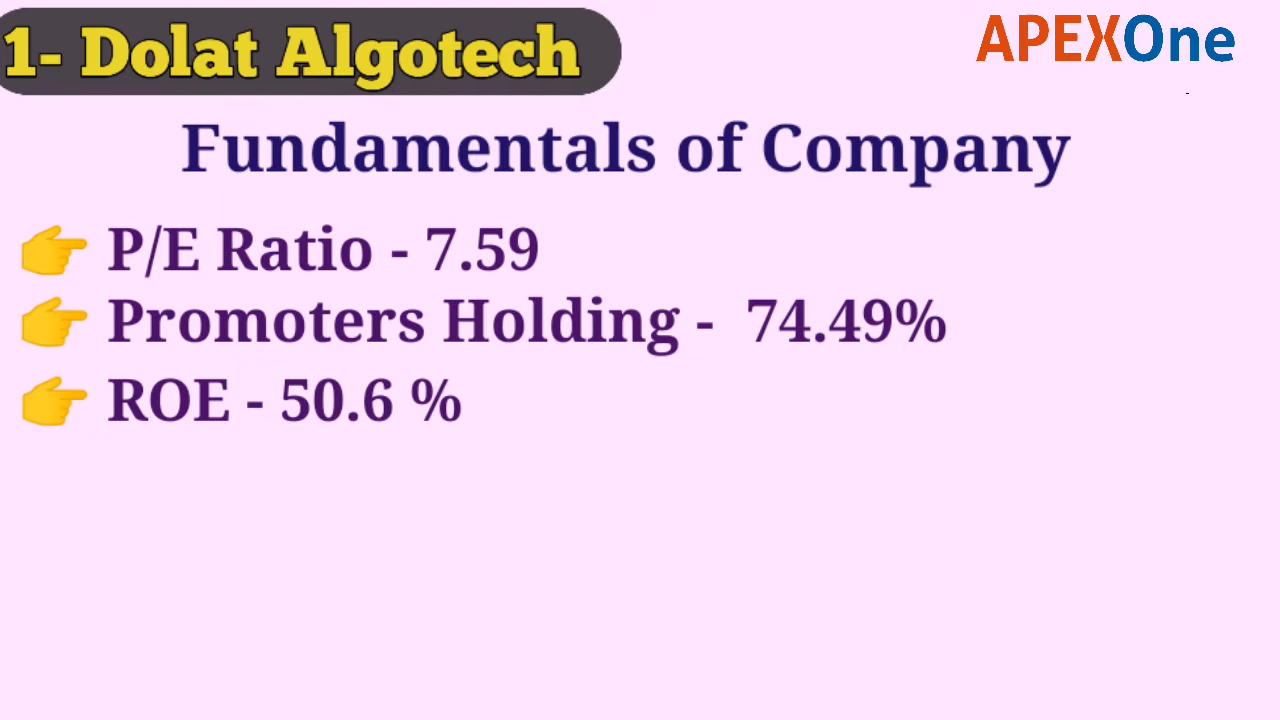 1- Dolat Algotech
APEXOne
Fundamentals of Company
👉 P/E Ratio - 7.59
👉 Promoters Holding - 74.49%
👉 ROE - 50.6 %